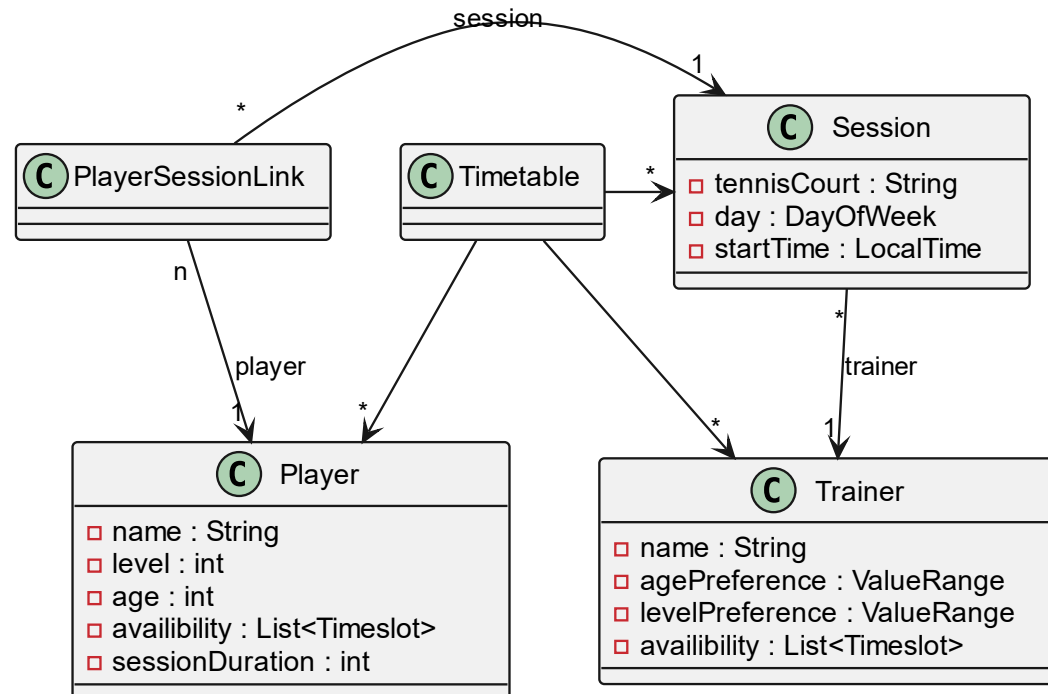 session
1
*
C Session
tennisCourt : String
day : DayOfWeek
startTime : LocalTime
C PlayerSessionLink
C Timetable
*
n
*
player
trainer
1
*
*
1
C Player
name : String
level : int
age : int
availibility : List<Timeslot>
sessionDuration : int
C Trainer
name : String
agePreference : ValueRange
levelPreference : ValueRange
availibility : List<Timeslot>